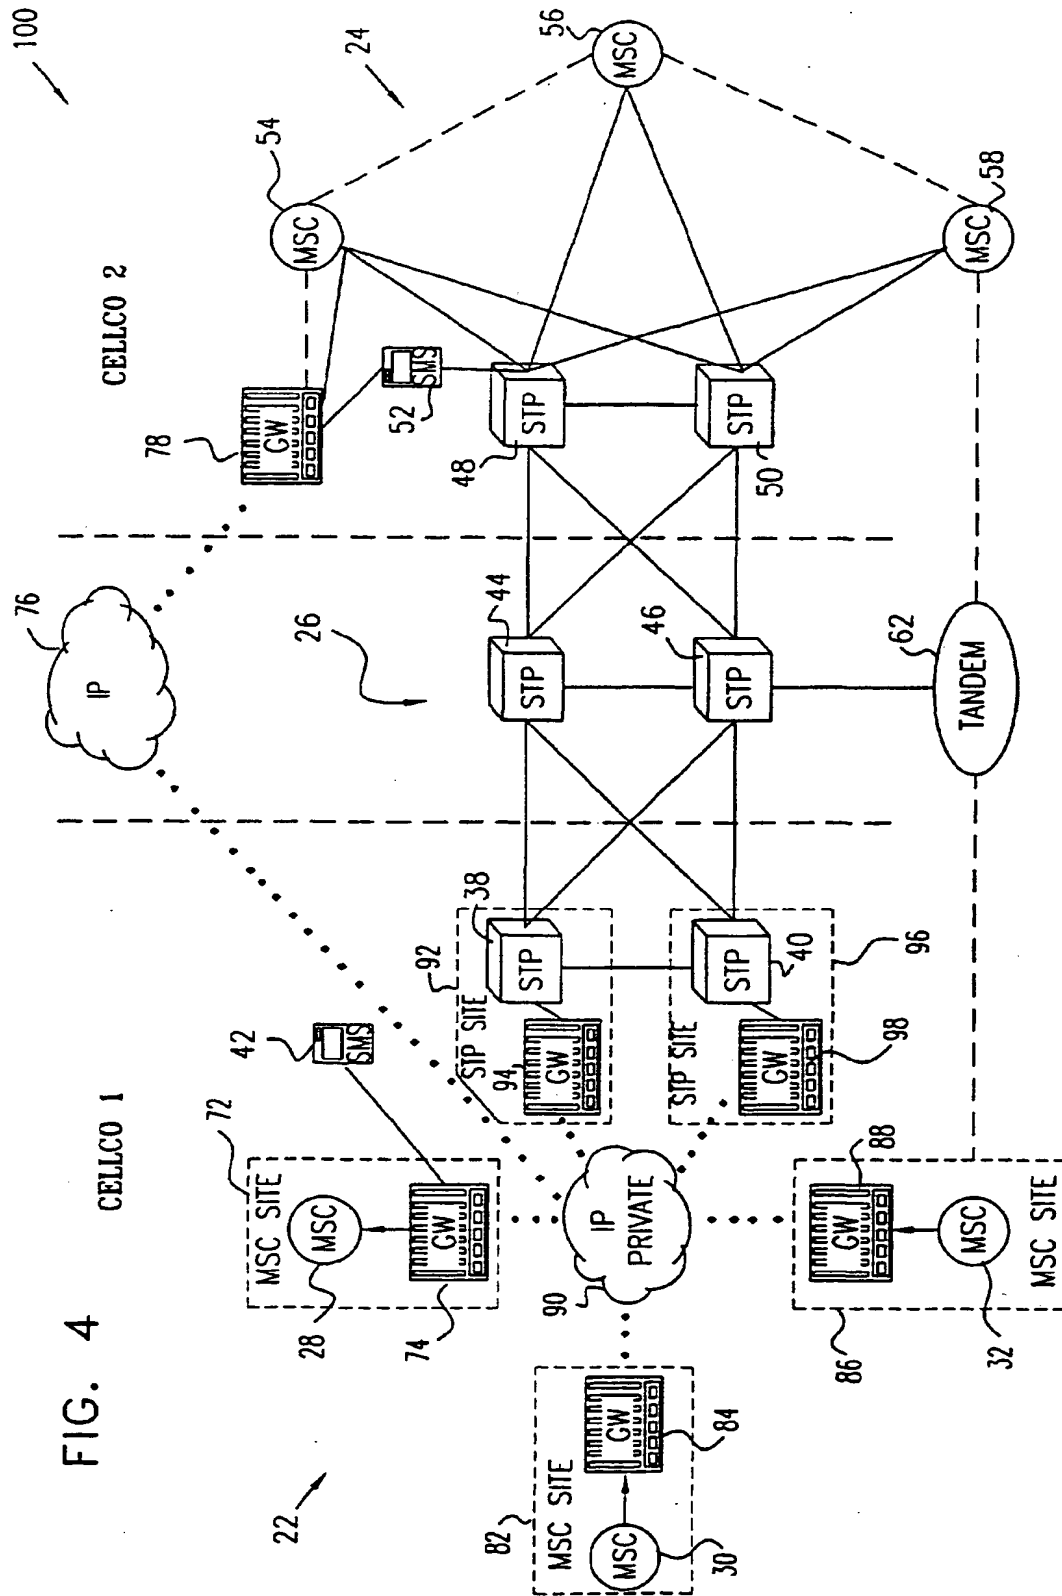 FIG. 4
100
CELLCO 1
CELLCO 2
22
24
26
76
IP
72
MSC SITE
MSC
28
GW
74
42
SMS
78
GW
54
MSC
56
MSC
58
MSC
52
SMS
82
MSC SITE
MSC
30
GW
84
90
IP
PRIVATE
92
STP SITE
38
STP
94
GW
96
STP SITE
STP
40
GW
98
44
STP
46
STP
STP
48
STP
50
86
MSC SITE
88
GW
MSC
32
62
TANDEM